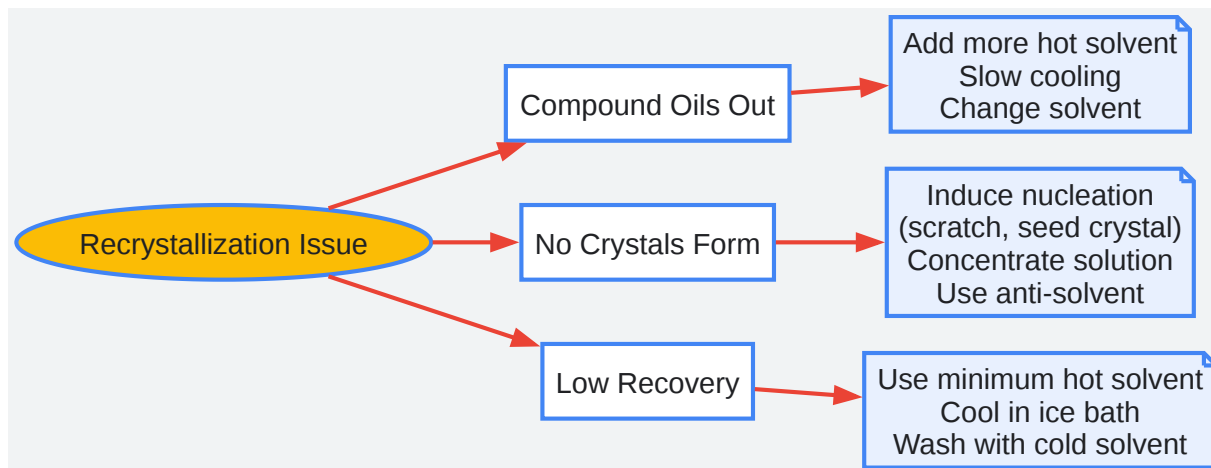 Recrystallization Issue
Compound Oils Out
Add more hot solvent
Slow cooling
Change solvent
No Crystals Form
Induce nucleation
(scratch, seed crystal)
Concentrate solution
Use anti-solvent
Low Recovery
Use minimum hot solvent
Cool in ice bath
Wash with cold solvent